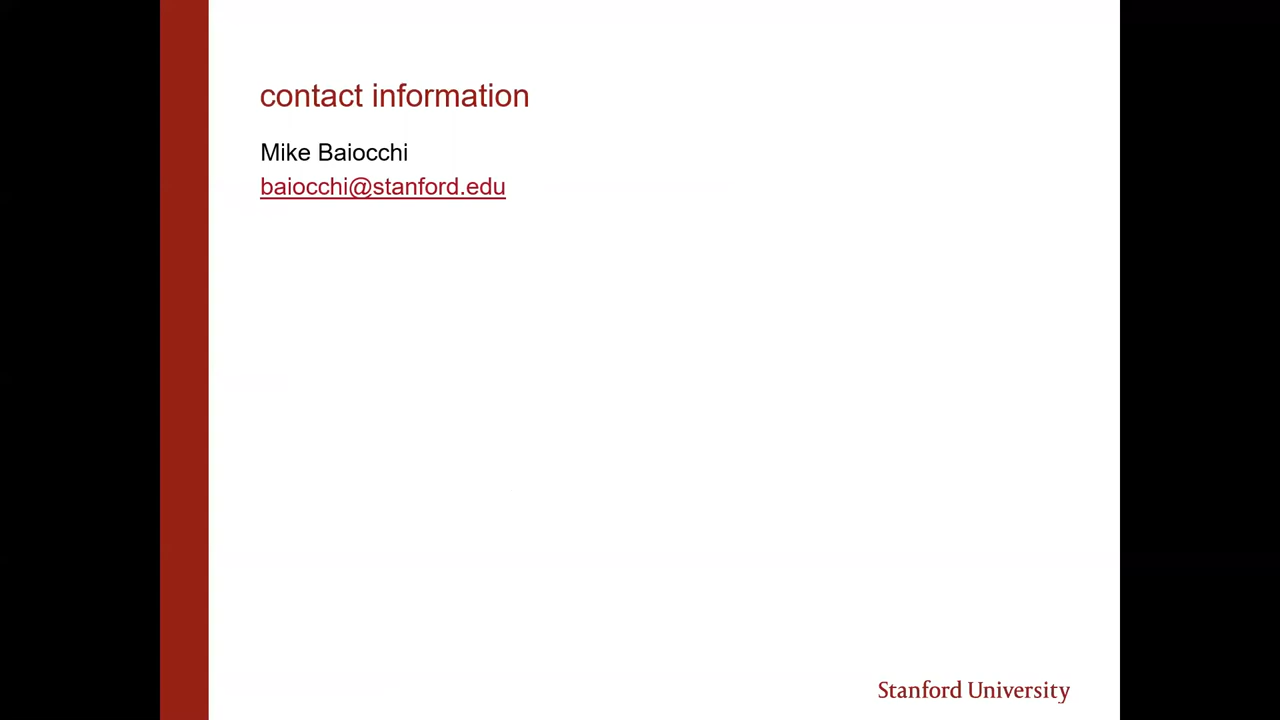 contact information
Mike Baiocchi
baiocchi@stanford.edu
Stanford University